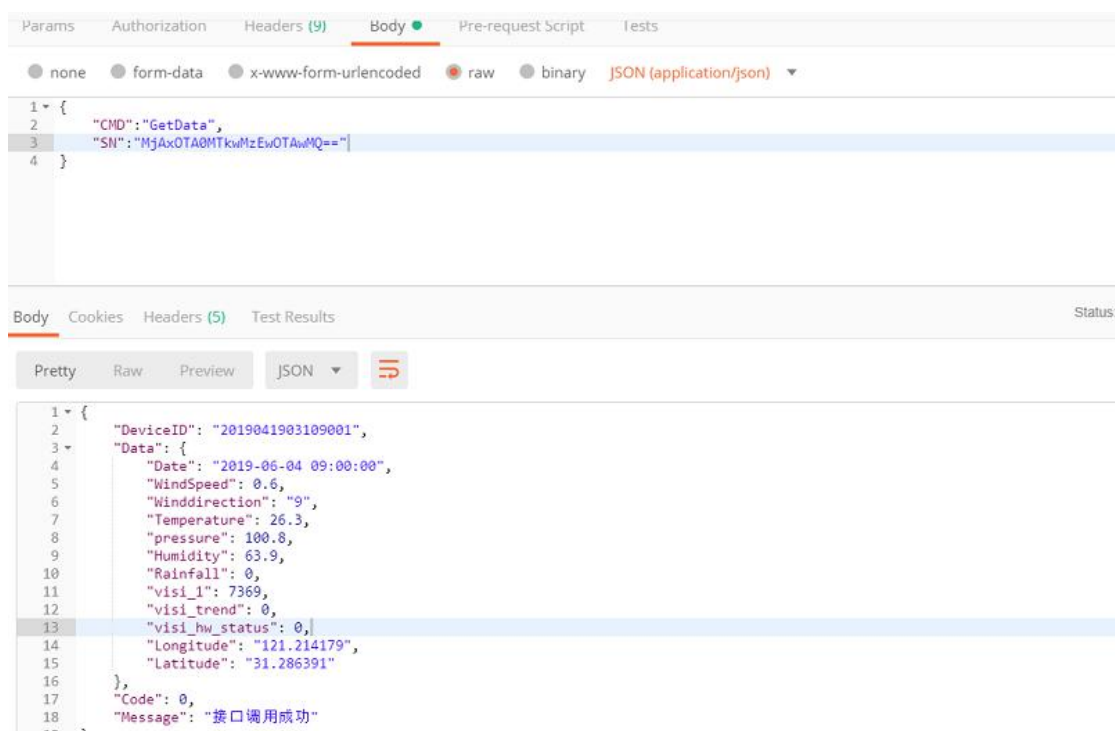 Params Authorization Headers (9) Body Pre-request Script Tests
none form-data x-www-form-urlencoded raw binary JSON (application/json)
1 {
2 "CMD":"GetData",
3 "SN":"MjAxOTA0MTkwMzEwOTAwMQ=="
4 }
Body Cookies Headers (5) Test Results Status:
Pretty Raw Preview JSON
1 {
2 "DeviceID": "2019041903109001",
3 "Data": {
4 "Date": "2019-06-04 09:00:00",
5 "WindSpeed": 0.6,
6 "Winddirection": "9",
7 "Temperature": 26.3,
8 "pressure": 100.8,
9 "Humidity": 63.9,
10 "Rainfall": 0,
11 "visi_1": 7369,
12 "visi_trend": 0,
13 "visi_hw_status": 0,
14 "Longitude": "121.214179",
15 "Latitude": "31.286391"
16 },
17 "Code": 0,
18 "Message": "接口调用成功"